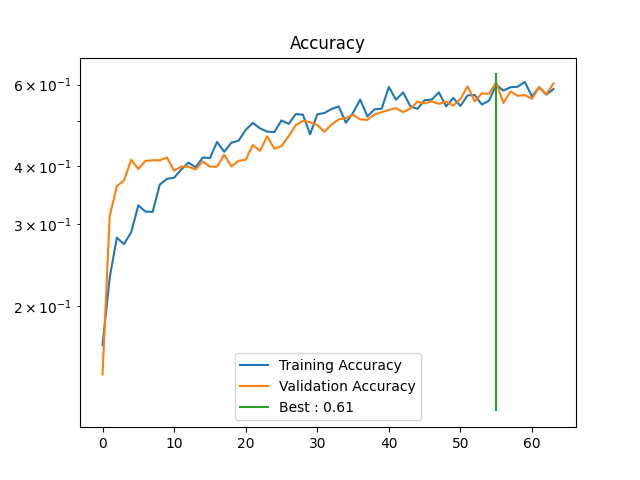 Accuracy
6 × 10⁻¹
4 × 10⁻¹
3 × 10⁻¹
2 × 10⁻¹
0 10 20 30 40 50 60
Training Accuracy
Validation Accuracy
Best : 0.61